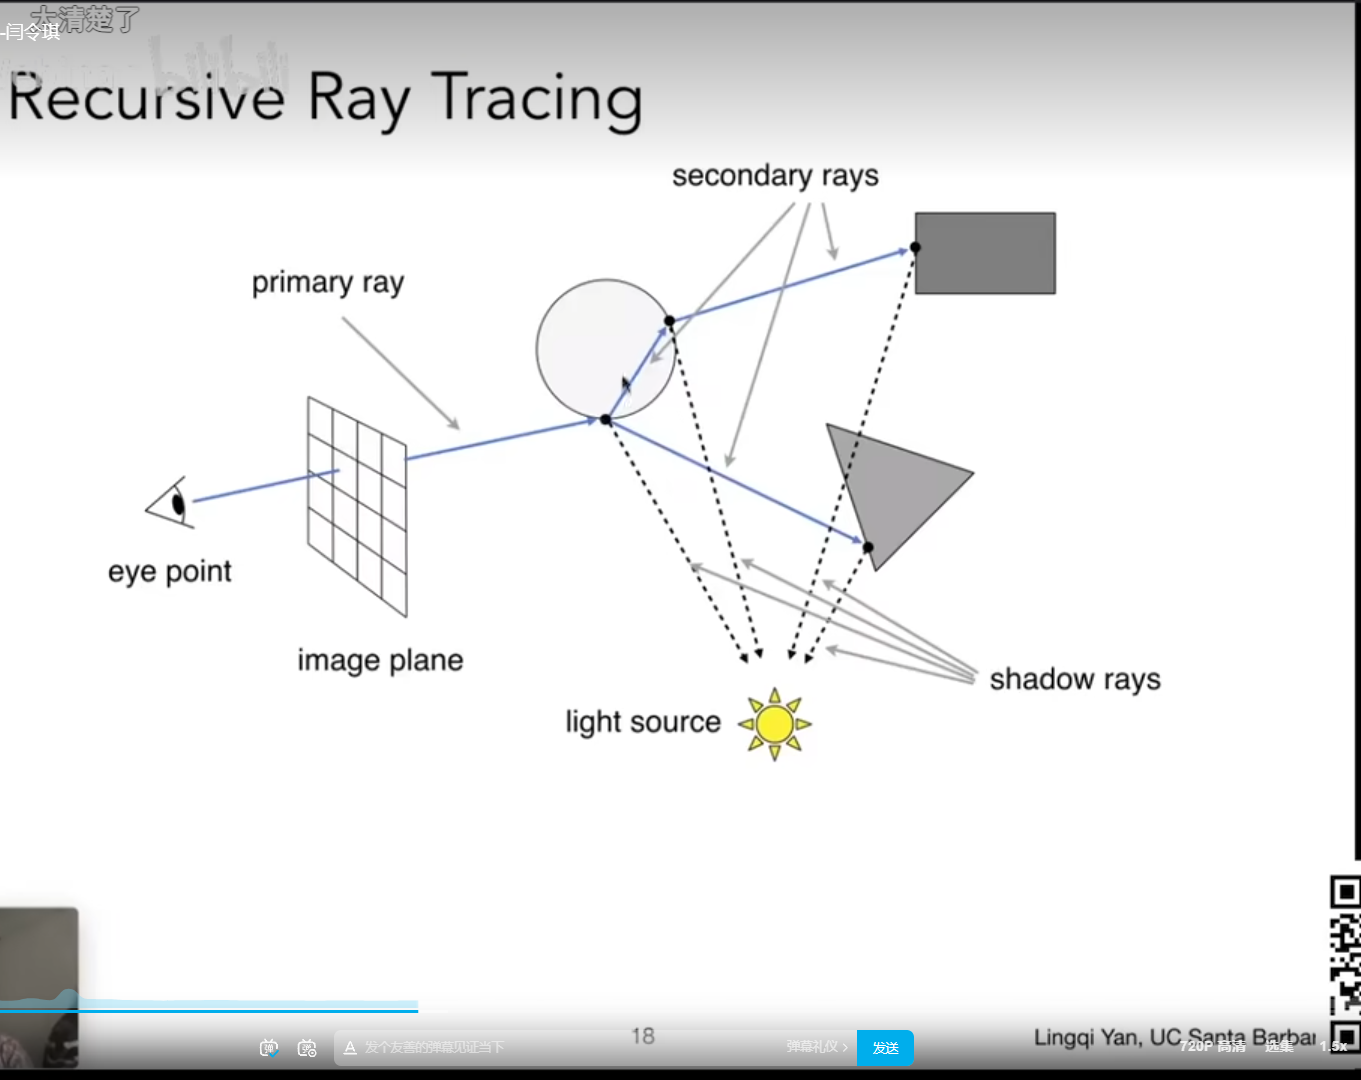 太清楚了
-闫令琪
bilibili
Recursive Ray Tracing
secondary rays
primary ray
eye point
image plane
shadow rays
light source
18
Lingqi Yan, UC Santa Barbar
发个友善的弹幕见证当下
弹幕礼仪 >
发送
720P 高清
选集
1.5x